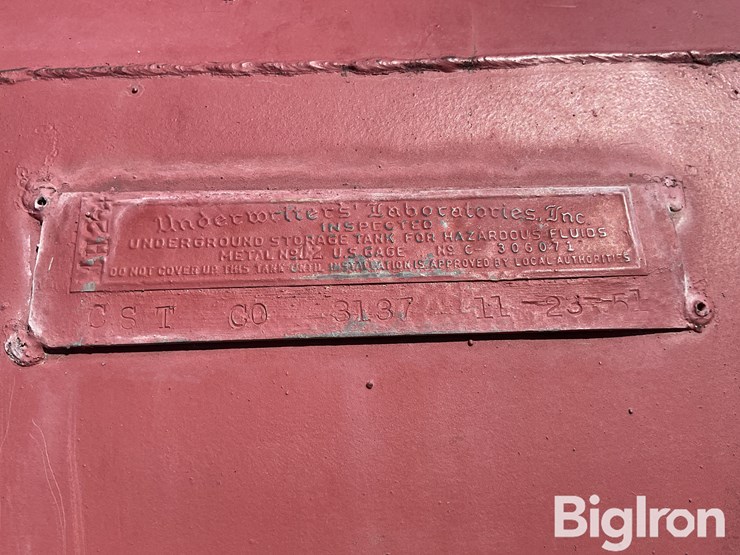 Underwriters' Laboratories, Inc.
INSPECTED
UNDERGROUND STORAGE TANK FOR HAZARDOUS FLUIDS
METAL NO.12 U.S. GAGE No G 306071
DO NOT COVER UP THIS TANK UNTIL INSTALLATION IS APPROVED BY LOCAL AUTHORITIES
C S T CO 3137 11-23-51
BigIron